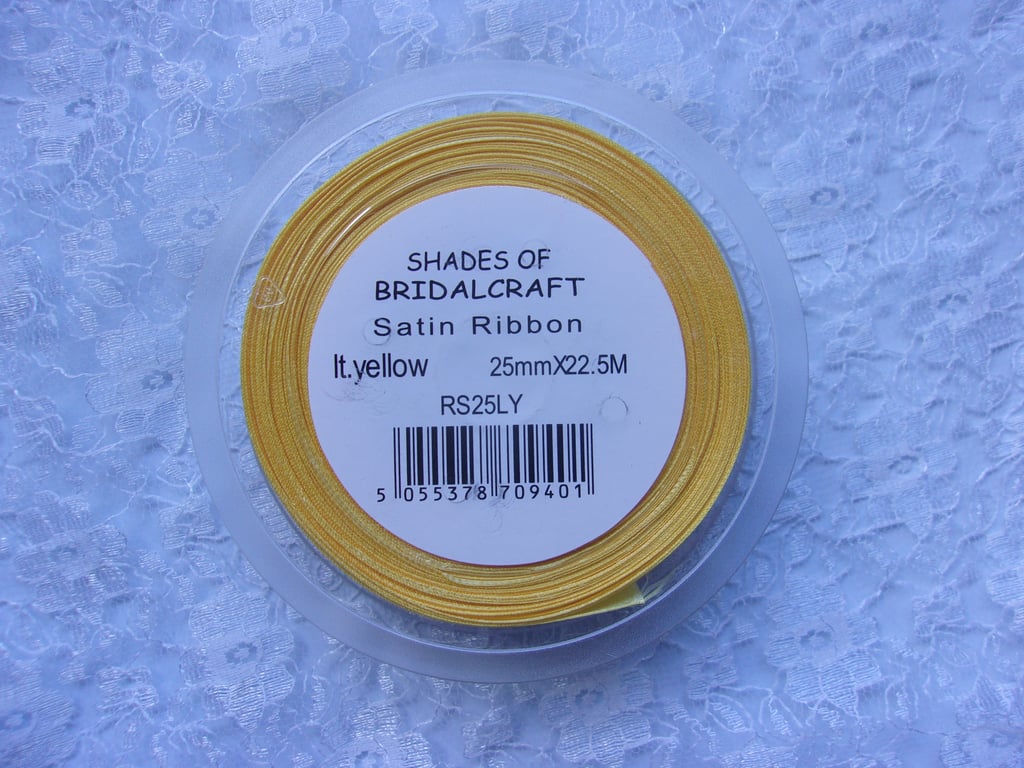 SHADES OF
BRIDALCRAFT
Satin Ribbon
lt.yellow 25mmX22.5M
RS25LY
5 055378 709401